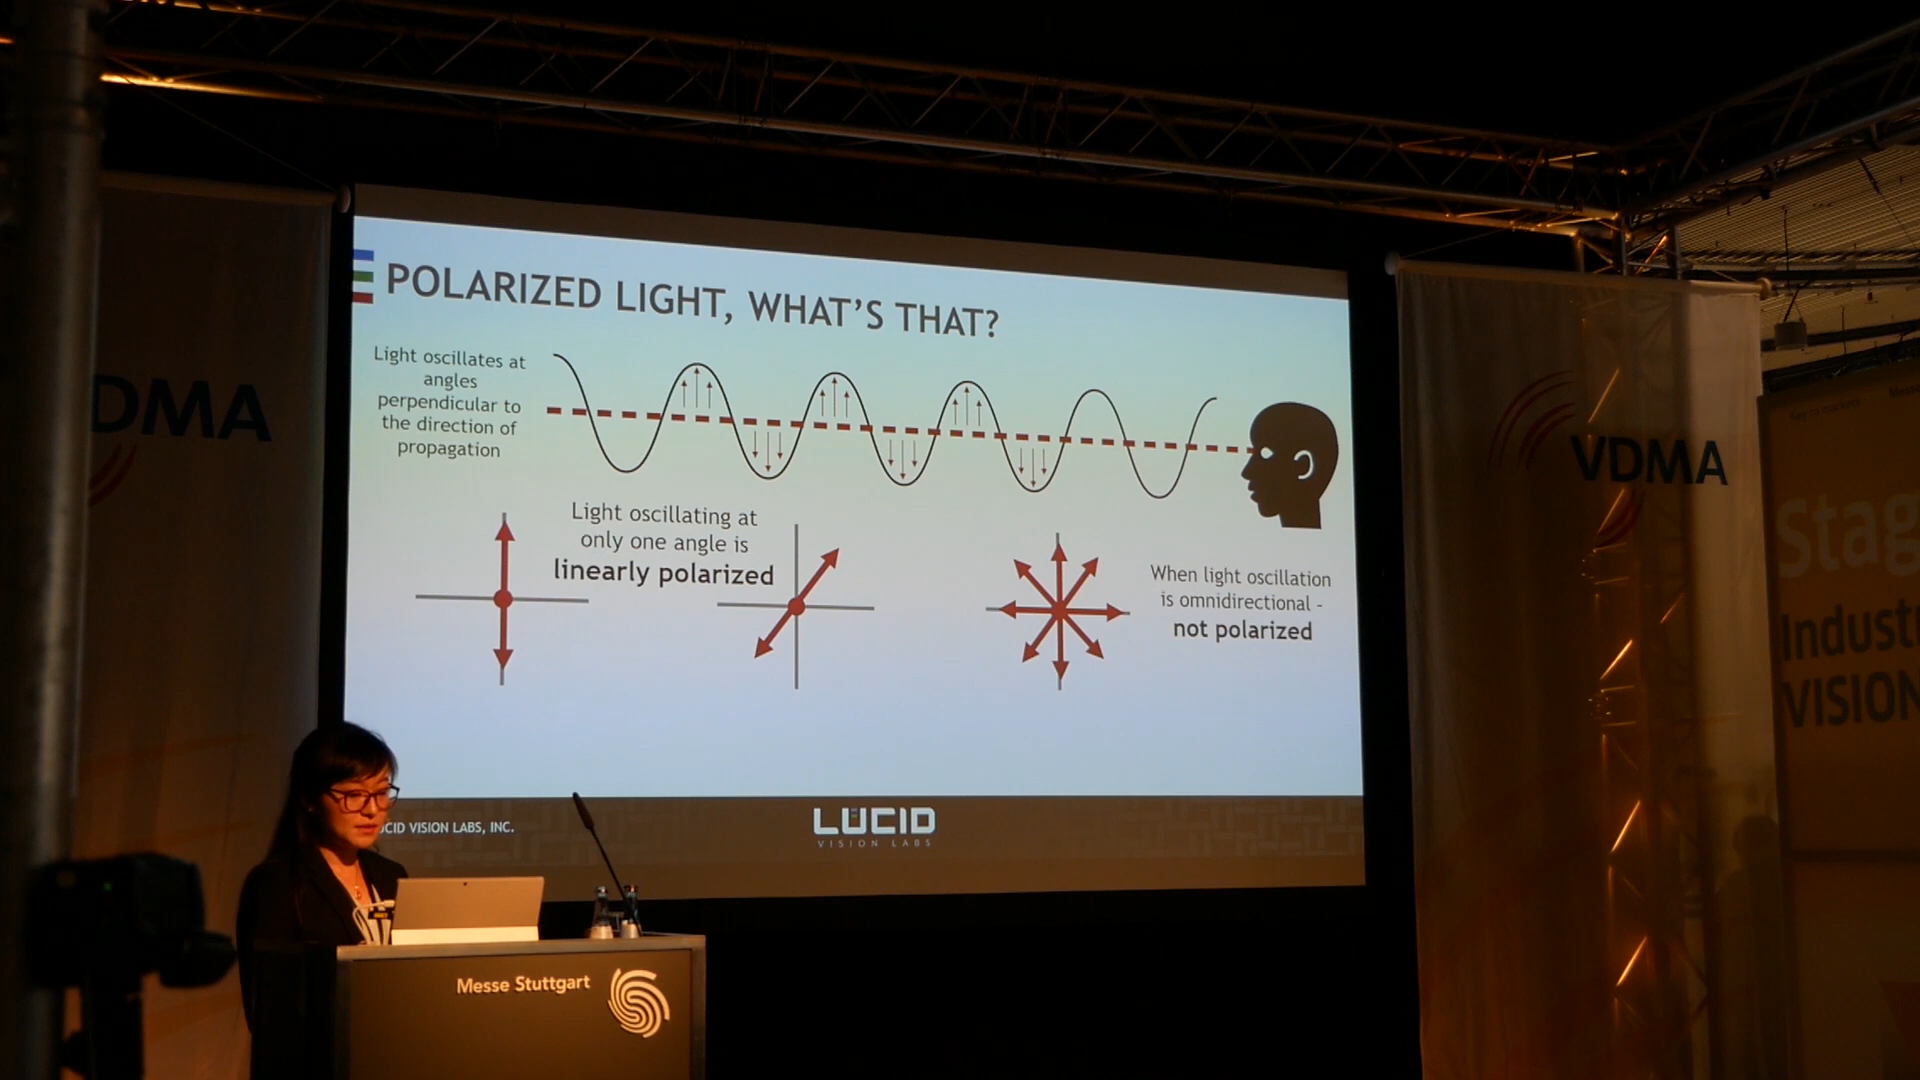 POLARIZED LIGHT, WHAT'S THAT?
Light oscillates at
angles
perpendicular to
the direction of
propagation
Light oscillating at
only one angle is
linearly polarized
When light oscillation
is omnidirectional -
not polarized
CID VISION LABS, INC.
LUCID
VISION LABS
Messe Stuttgart
DMA
VDMA
Stag
Industr
VISION